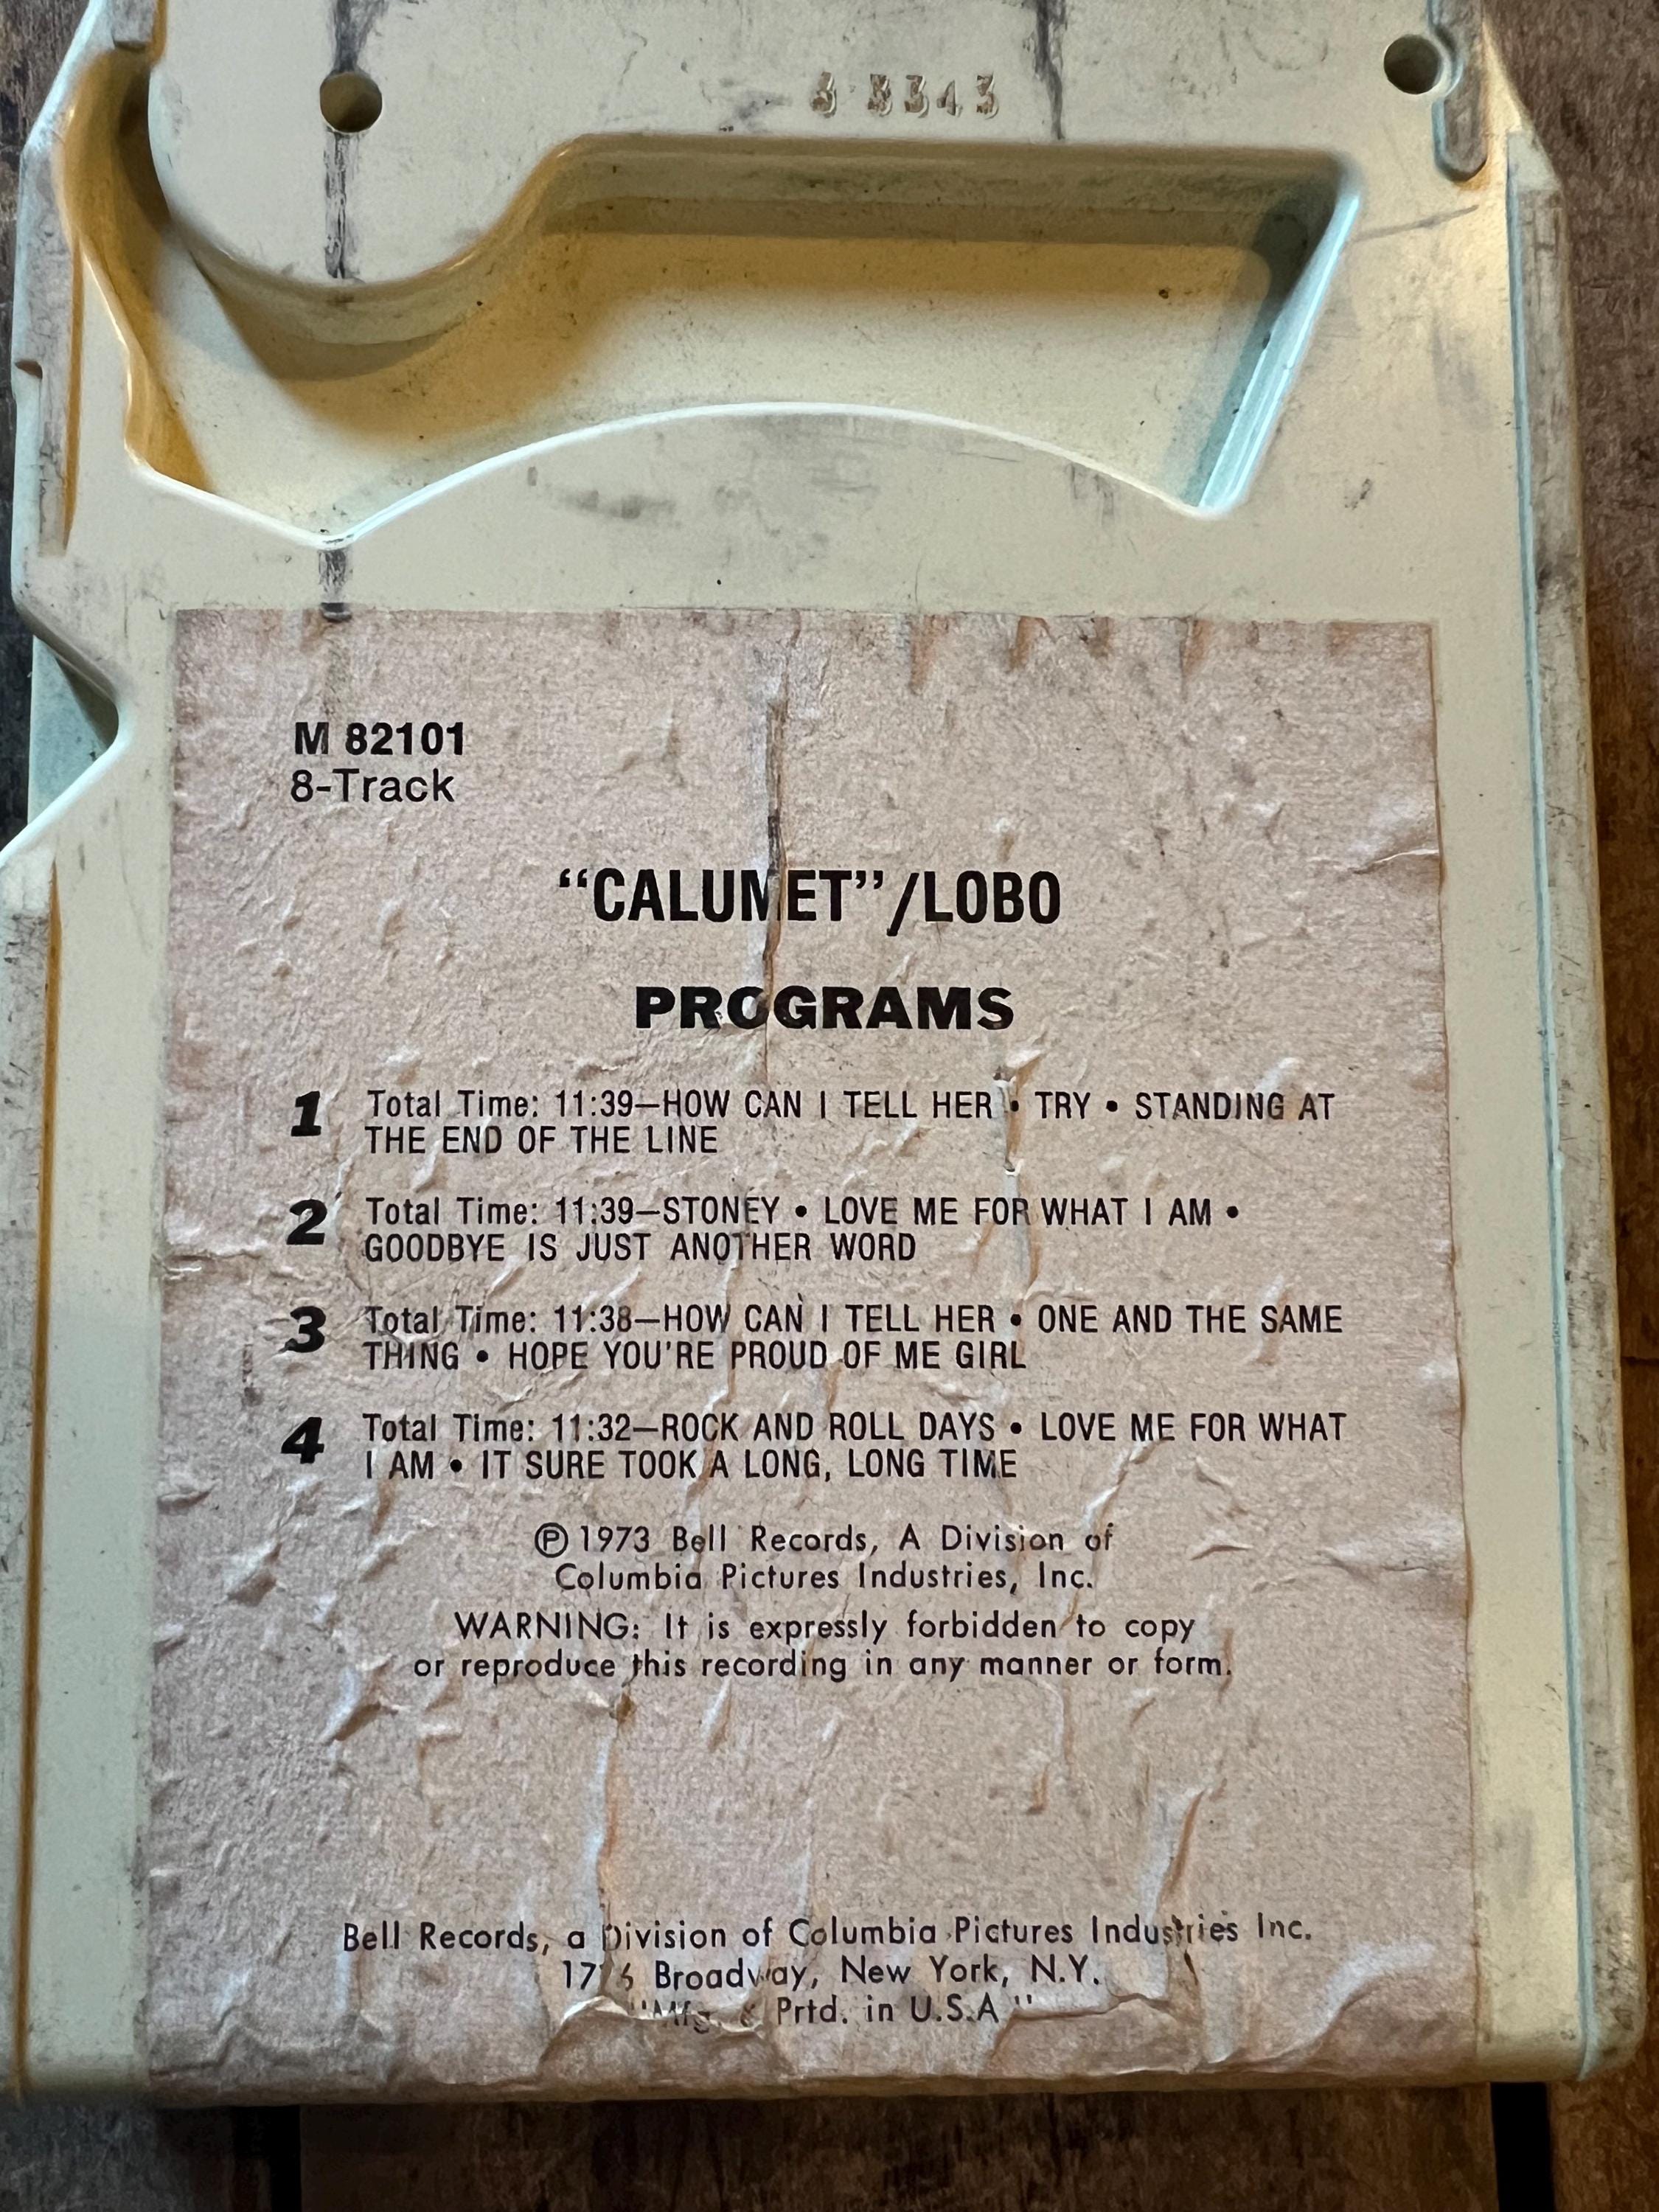 33343
M 82101
8-Track
“CALUMET”/LOBO
PROGRAMS
1 Total Time: 11:39—HOW CAN I TELL HER • TRY • STANDING AT
THE END OF THE LINE
2 Total Time: 11:39—STONEY • LOVE ME FOR WHAT I AM •
GOODBYE IS JUST ANOTHER WORD
3 Total Time: 11:38—HOW CAN I TELL HER • ONE AND THE SAME
THING • HOPE YOU'RE PROUD OF ME GIRL
4 Total Time: 11:32—ROCK AND ROLL DAYS • LOVE ME FOR WHAT
I AM • IT SURE TOOK A LONG, LONG TIME
Ⓟ 1973 Bell Records, A Division of
Columbia Pictures Industries, Inc.
WARNING: It is expressly forbidden to copy
or reproduce this recording in any manner or form.
Bell Records, a Division of Columbia Pictures Industries Inc.
Broadway, New York, N.Y.
"Mfg. & Prtd. in U.S.A"